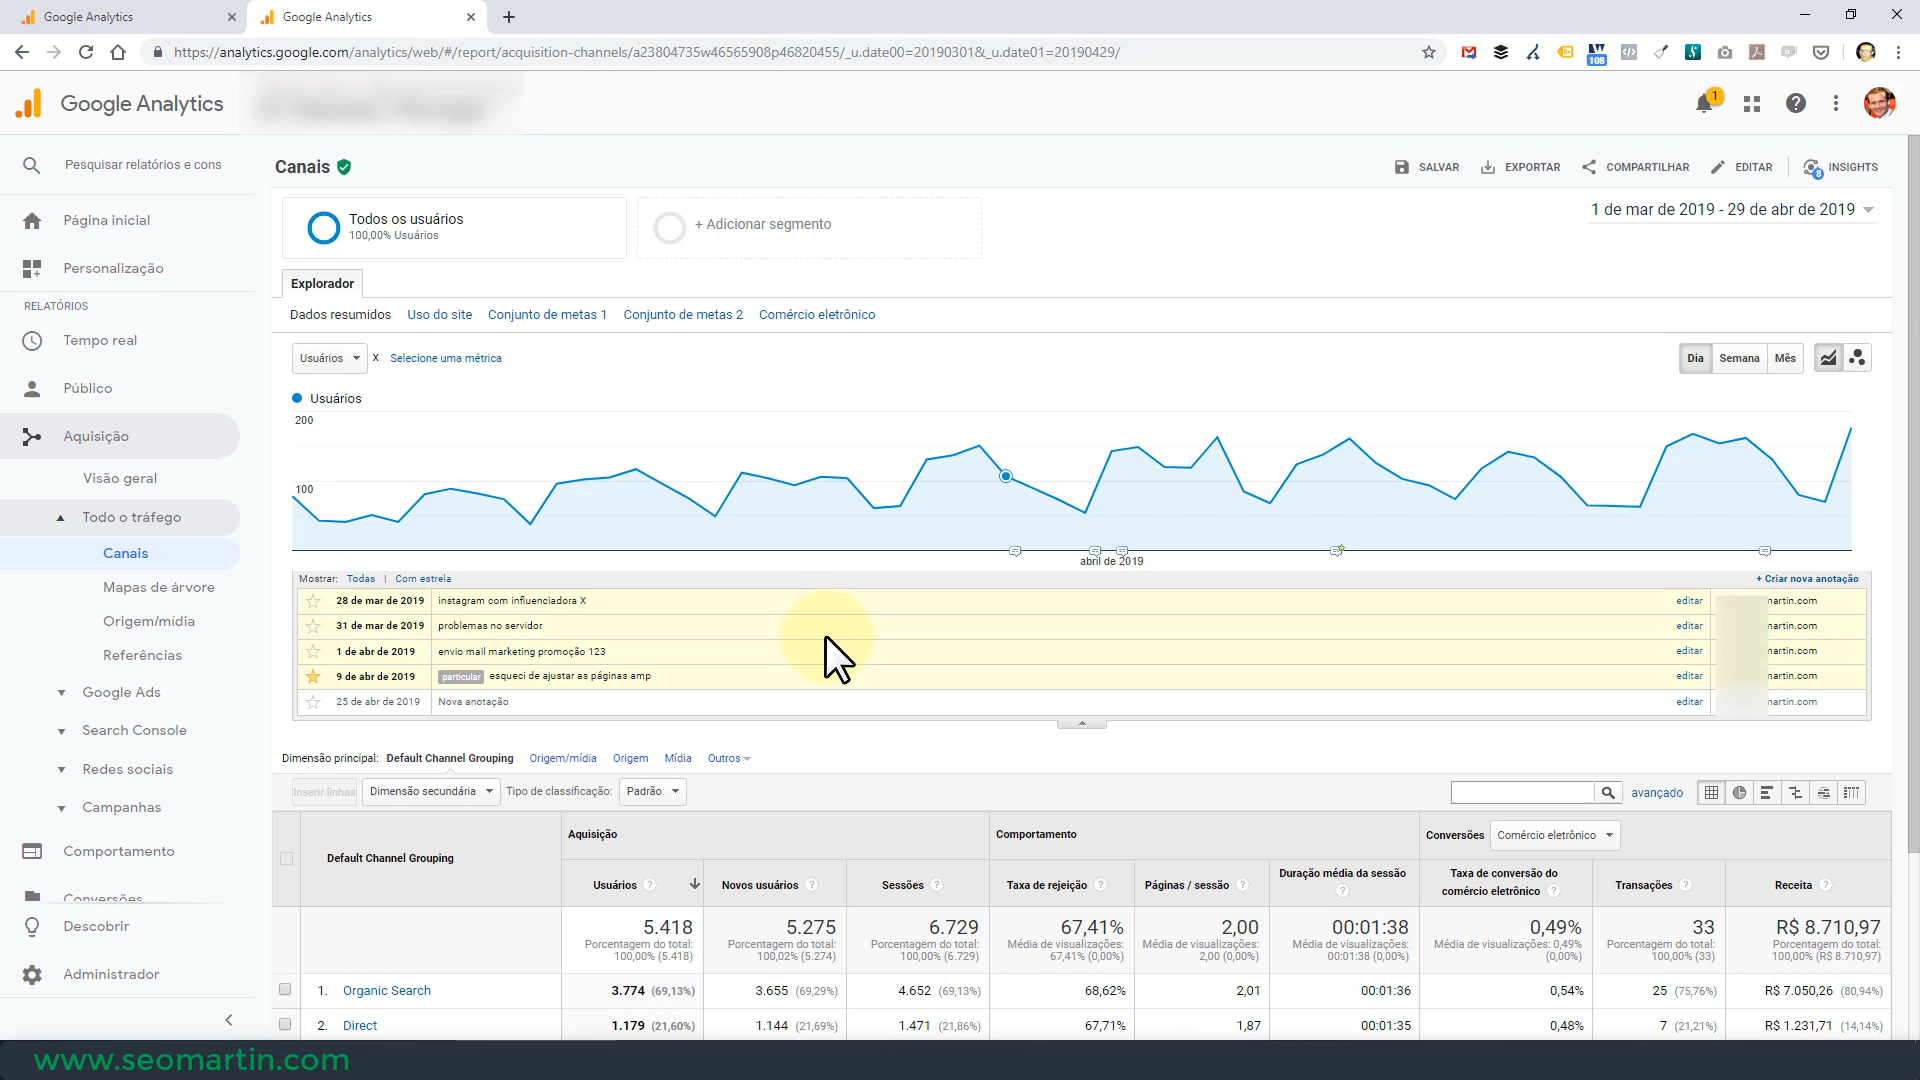 Google Analytics
Google Analytics
https://analytics.google.com/analytics/web/#/report/acquisition-channels/a23804735w46565908p46820455/_u.date00=20190301&_u.date01=20190429/
108
Google Analytics
1
Pesquisar relatórios e cons
Página inicial
Personalização
RELATÓRIOS
Tempo real
Público
Aquisição
Visão geral
Todo o tráfego
Canais
Mapas de árvore
Origem/mídia
Referências
Google Ads
Search Console
Redes sociais
Campanhas
Comportamento
Conversões
Descobrir
Administrador
Canais
SALVAR
EXPORTAR
COMPARTILHAR
EDITAR
8
INSIGHTS
Todos os usuários
100,00% Usuários
+ Adicionar segmento
1 de mar de 2019 - 29 de abr de 2019
Explorador
Dados resumidos Uso do site Conjunto de metas 1 Conjunto de metas 2 Comércio eletrônico
Usuários x Selecione uma métrica
Dia Semana Mês
Usuários
200
100
abril de 2019
Mostrar: Todas | Com estrela + Criar nova anotação
28 de mar de 2019 instagram com influenciadora X editar martin.com
31 de mar de 2019 problemas no servidor editar martin.com
1 de abr de 2019 envio mail marketing promoção 123 editar martin.com
9 de abr de 2019 particular esqueci de ajustar as páginas amp editar martin.com
25 de abr de 2019 Nova anotação editar martin.com
Dimensão principal: Default Channel Grouping Origem/mídia Origem Mídia Outros
Inserir linhas Dimensão secundária Tipo de classificação: Padrão avançado
Default Channel Grouping
Aquisição Comportamento Conversões Comércio eletrônico
Usuários ? Novos usuários ? Sessões ? Taxa de rejeição ? Páginas / sessão ? Duração média da sessão ? Taxa de conversão do comércio eletrônico ? Transações ? Receita ?
5.418 5.275 6.729 67,41% 2,00 00:01:38 0,49% 33 R$ 8.710,97
Porcentagem do total: Porcentagem do total: Porcentagem do total: Média de visualizações: Média de visualizações: Média de visualizações: Média de visualizações: 0,49% Porcentagem do total: Porcentagem do total:
100,00% (5.418) 100,02% (5.274) 100,00% (6.729) 67,41% (0,00%) 2,00 (0,00%) 00:01:38 (0,00%) (0,00%) 100,00% (33) 100,00% (R$ 8.710,97)
1. Organic Search 3.774 (69,13%) 3.655 (69,29%) 4.652 (69,13%) 68,62% 2,01 00:01:36 0,54% 25 (75,76%) R$ 7.050,26 (80,94%)
2. Direct 1.179 (21,60%) 1.144 (21,69%) 1.471 (21,86%) 67,71% 1,87 00:01:35 0,48% 7 (21,21%) R$ 1.231,71 (14,14%)
www.seomartin.com